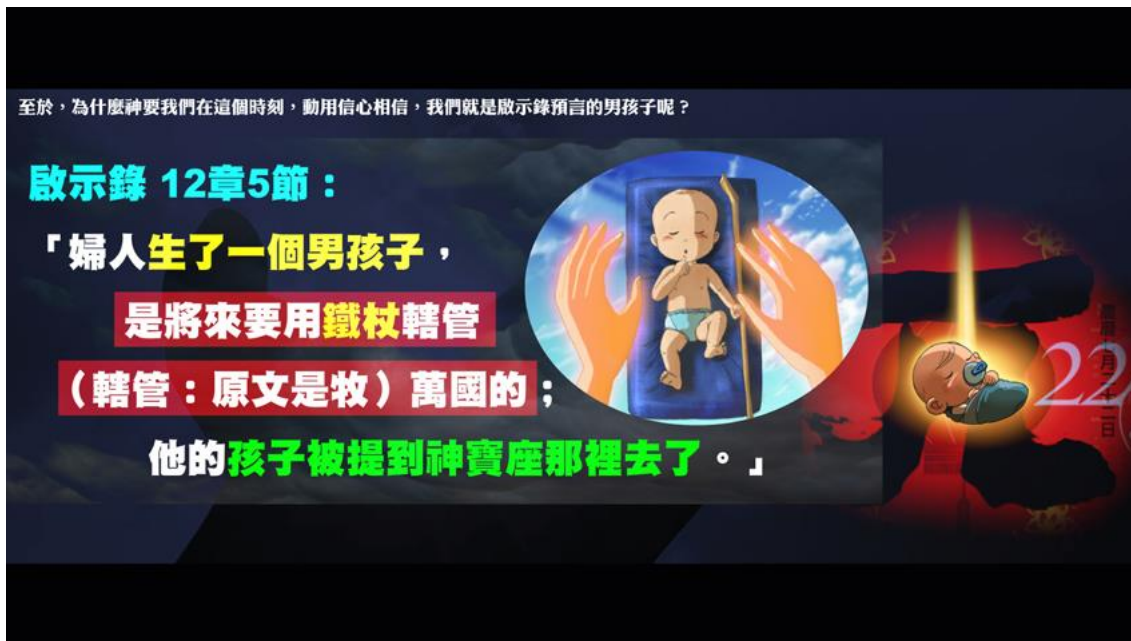 至於，為什麼神要我們在這個時刻，動用信心相信，我們就是啟示錄預言的男孩子呢？
啟示錄 12章5節：
「婦人生了一個男孩子，
是將來要用鐵杖轄管
（轄管：原文是牧）萬國的；
他的孩子被提到神寶座那裡去了。」
22